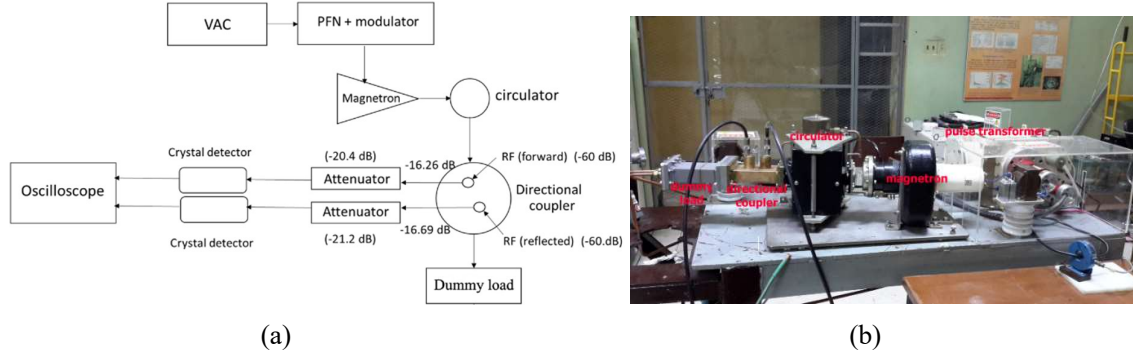 VAC
PFN + modulator
Magnetron
circulator
Crystal detector
(-20.4 dB)
-16.26 dB
RF (forward) (-60 dB)
Oscilloscope
Attenuator
Directional
coupler
Attenuator
Crystal detector
(-21.2 dB)
-16.69 dB
RF (reflected) (-60.dB)
Dummy load
(a)
circulator
pulse transformer
magnetron
dummy
load
Directional
coupler
(b)